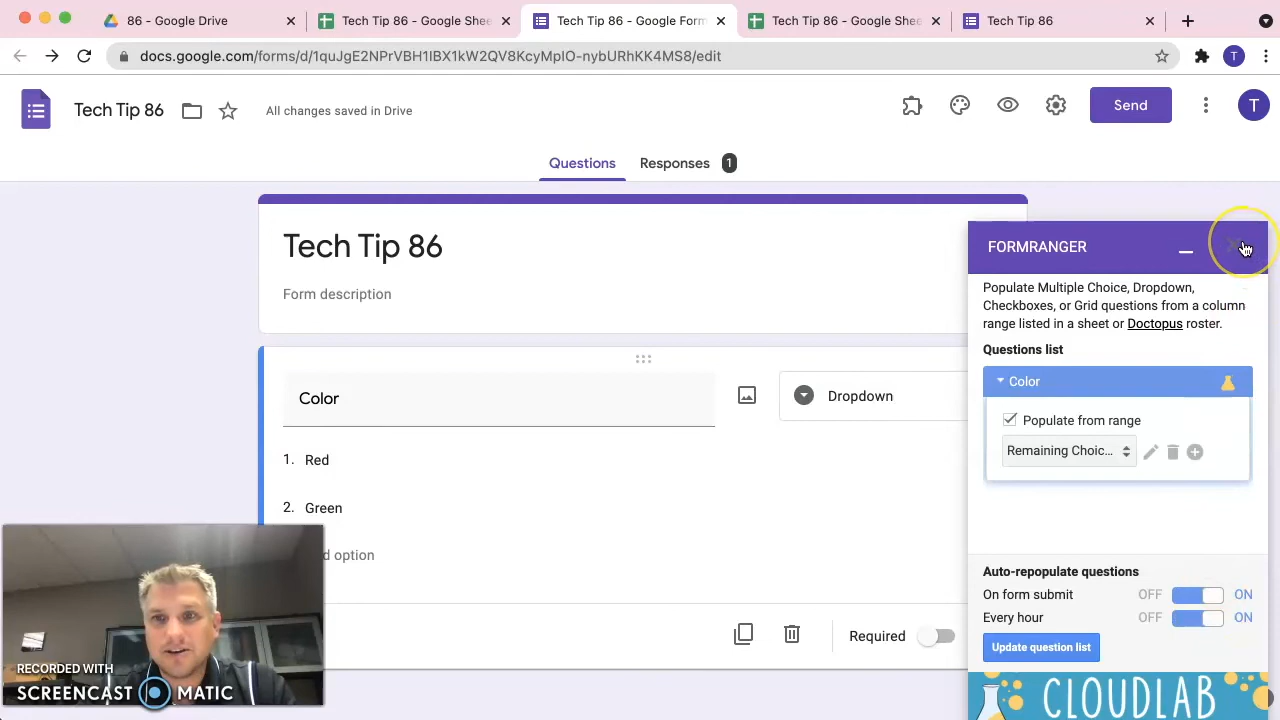 86 - Google Drive
Tech Tip 86 - Google Shee
Tech Tip 86 - Google Form
Tech Tip 86 - Google Shee
Tech Tip 86
docs.google.com/forms/d/1quJgE2NPrVBH1lBX1kW2QV8KcyMpIO-nybURhKK4MS8/edit
T
Tech Tip 86
All changes saved in Drive
Send
T
Questions
Responses
1
Tech Tip 86
Form description
Color
Dropdown
1. Red
2. Green
option
Required
FORMRANGER
Populate Multiple Choice, Dropdown,
Checkboxes, or Grid questions from a column
range listed in a sheet or Doctopus roster.
Questions list
Color
Populate from range
Remaining Choic...
Auto-repopulate questions
On form submit OFF ON
Every hour OFF ON
Update question list
CLOUDLAB
RECORDED WITH
SCREENCAST MATIC